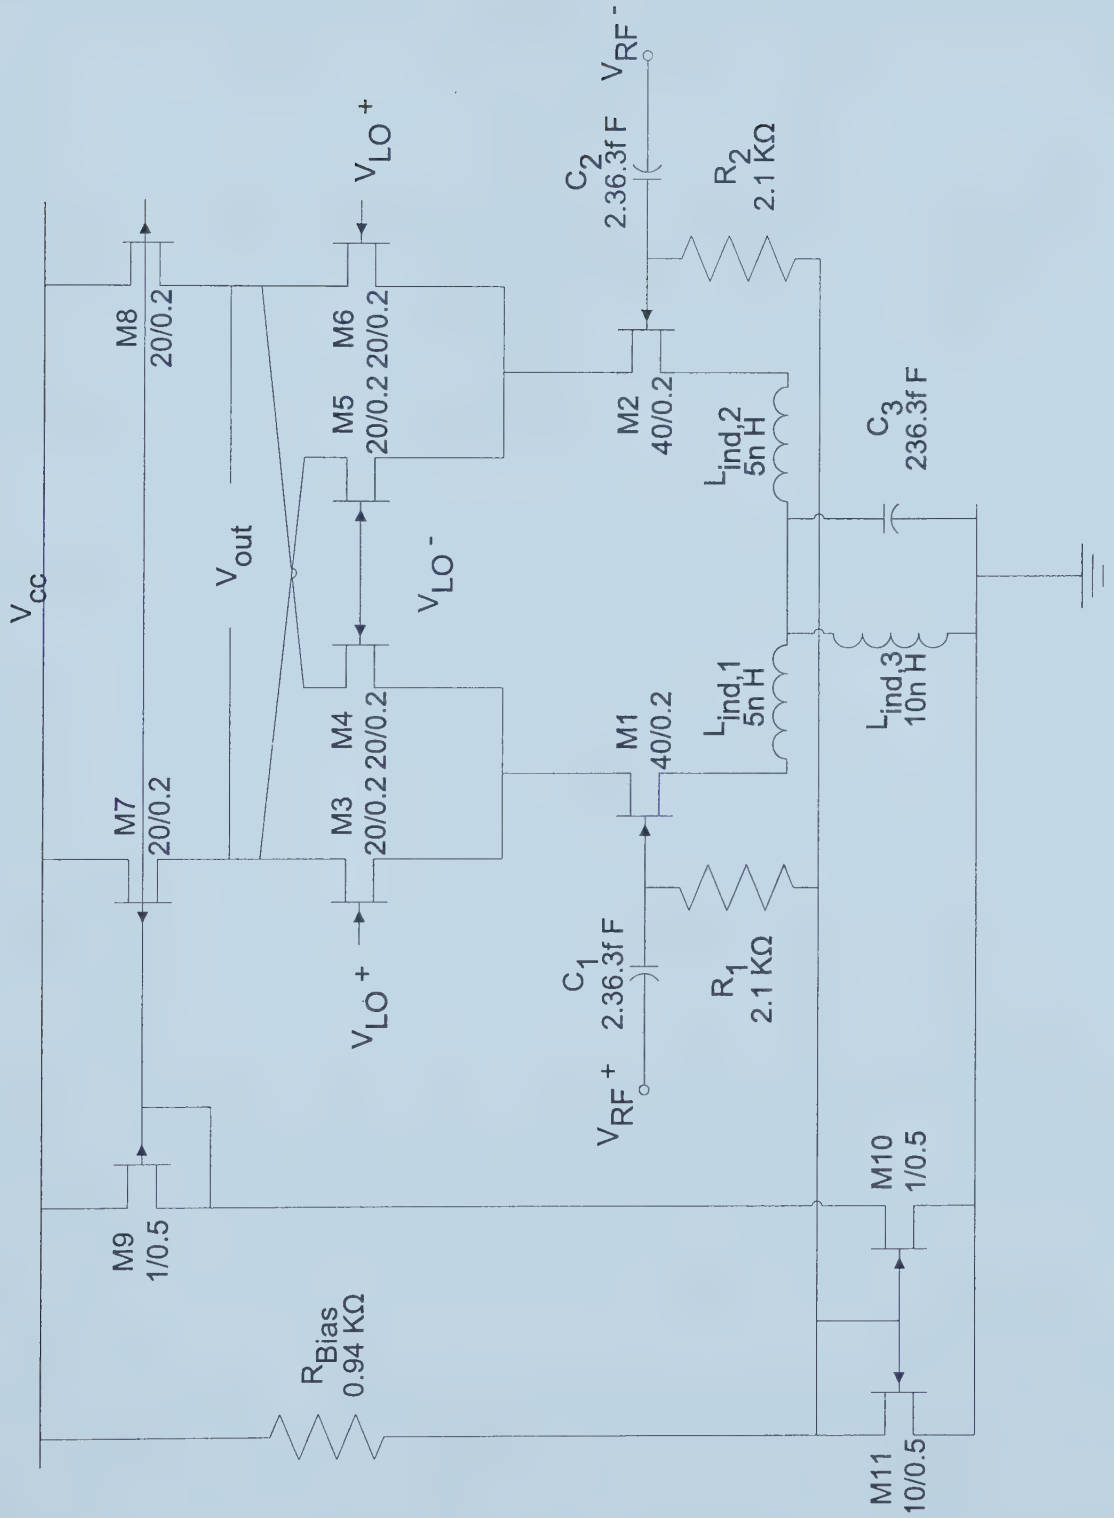 V_CC
M9
1/0.5
M7
20/0.2
M8
20/0.2
V_out
R_Bias
0.94 KΩ
V_LO +
M3
20/0.2
M4
20/0.2
V_LO -
M5
20/0.2
M6
20/0.2
V_LO +
V_RF +
C_1
2.36.3f F
R_1
2.1 KΩ
M1
40/0.2
M2
40/0.2
C_2
2.36.3f F
V_RF -
R_2
2.1 KΩ
L_ind,1
5n H
L_ind,2
5n H
M11
10/0.5
M10
1/0.5
L_ind,3
10n H
C_3
236.3f F